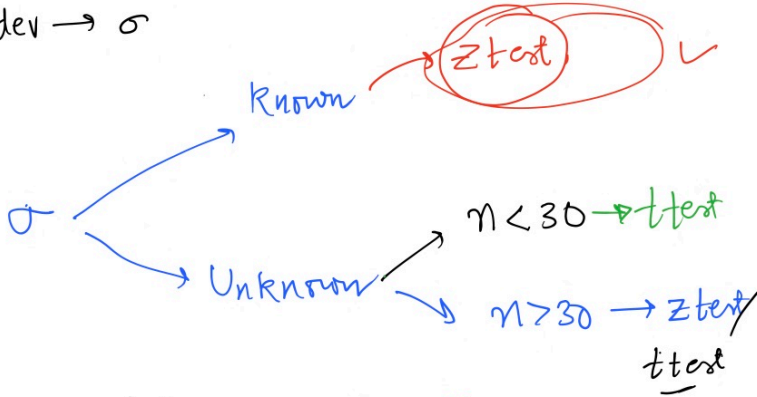 dev → σ
z test ✓
known
σ
n < 30 → t test
Unknown
n > 30 → z test /
t test